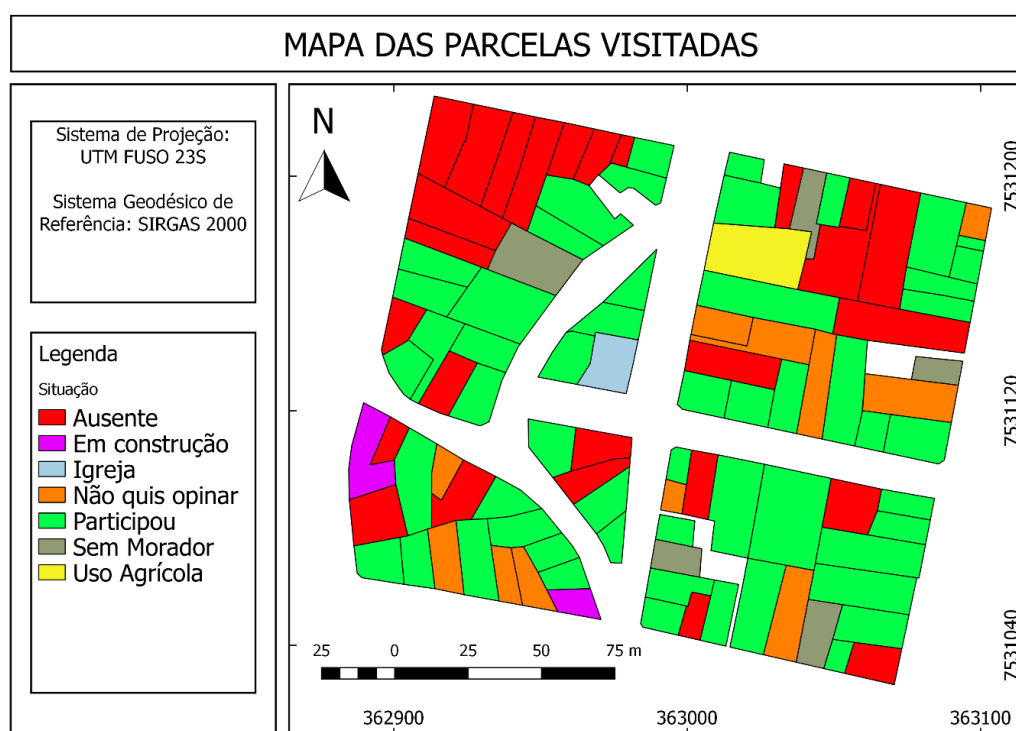 MAPA DAS PARCELAS VISITADAS
Sistema de Projeção:
UTM FUSO 23S
Sistema Geodésico de
Referência: SIRGAS 2000
Legenda
Situação
Ausente
Em construção
Igreja
Não quis opinar
Participou
Sem Morador
Uso Agrícola
N
7531200
7531120
7531040
25 0 25 50 75 m
362900 363000 363100